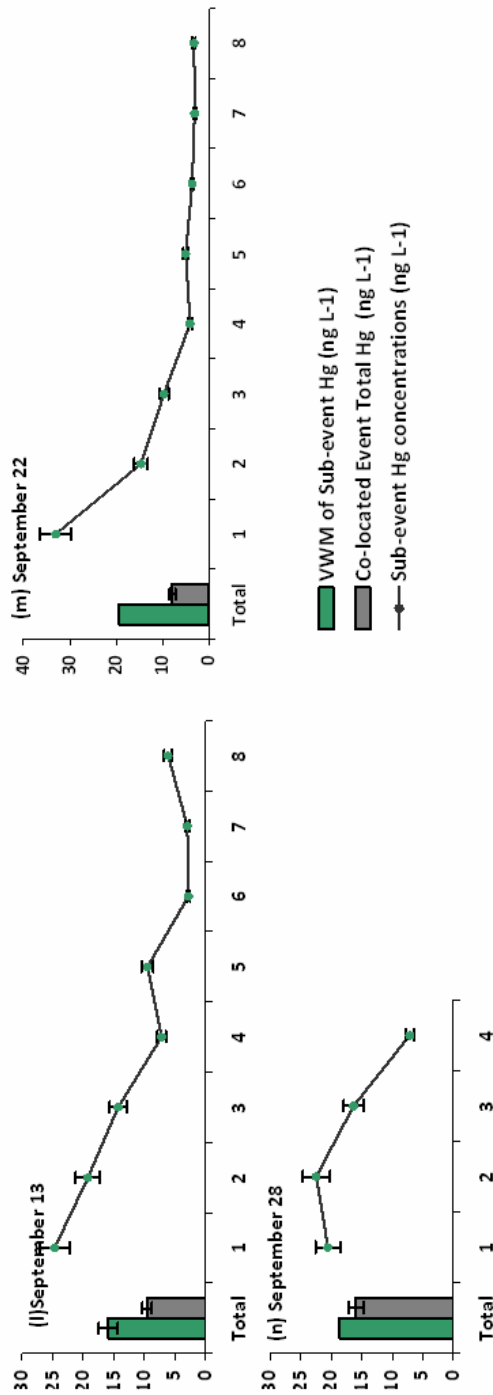 (l)September 13
30
25
20
15
10
5
0
Total 1 2 3 4 5 6 7 8
(m) September 22
40
30
20
10
0
Total 1 2 3 4 5 6 7 8
(n) September 28
30
25
20
15
10
5
0
Total 1 2 3 4
VWM of Sub-event Hg (ng L-1)
Co-located Event Total Hg (ng L-1)
Sub-event Hg concentrations (ng L-1)